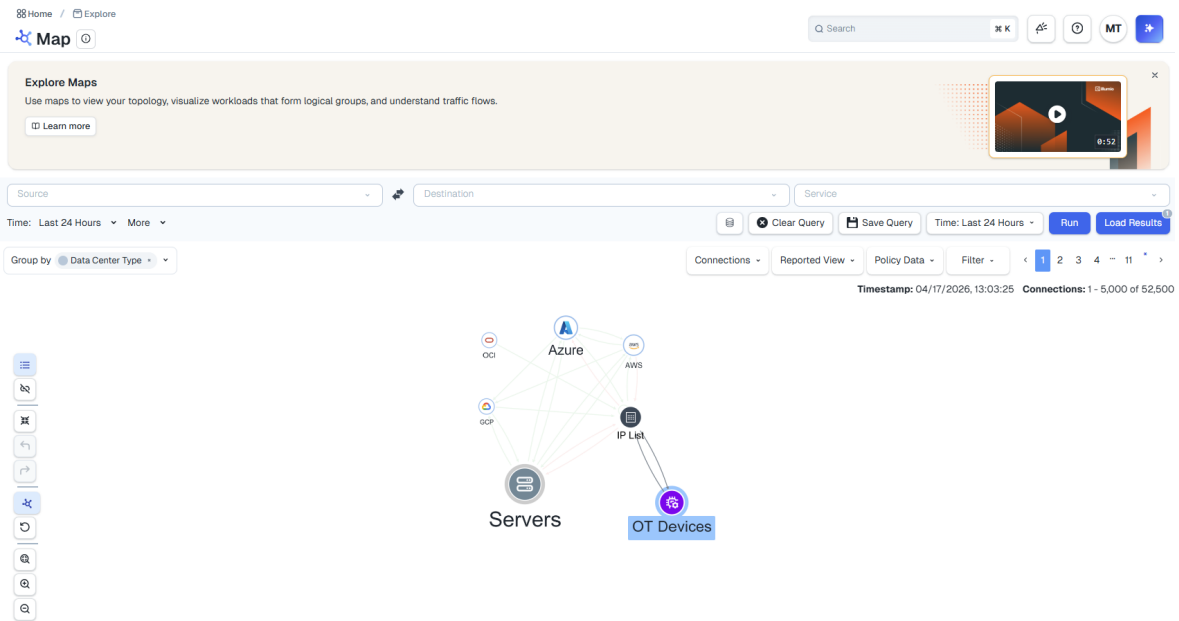 Home / Explore
Map
Search
⌘ K
MT
Explore Maps
Use maps to view your topology, visualize workloads that form logical groups, and understand traffic flows.
Learn more
Illumio
0:52
Source
Destination
Service
Time: Last 24 Hours
More
Clear Query
Save Query
Time: Last 24 Hours
Run
Load Results
1
Group by
Data Center Type ×
Connections
Reported View
Policy Data
Filter
‹ 1 2 3 4 ... 11 ›
Timestamp: 04/17/2026, 13:03:25 Connections: 1 - 5,000 of 52,500
OCI
Azure
aws
AWS
GCP
IP List
Servers
OT Devices